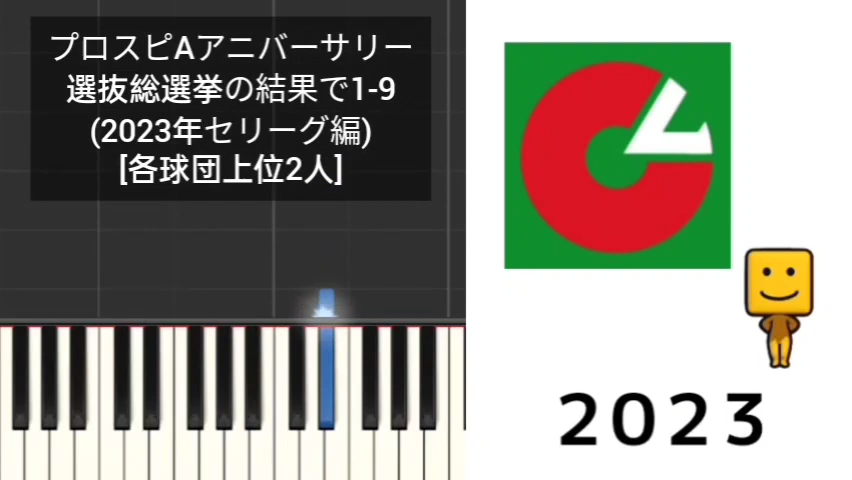 プロスピAアニバーサリー
選抜総選挙の結果で1-9
(2023年セリーグ編)
[各球団上位2人]
2023